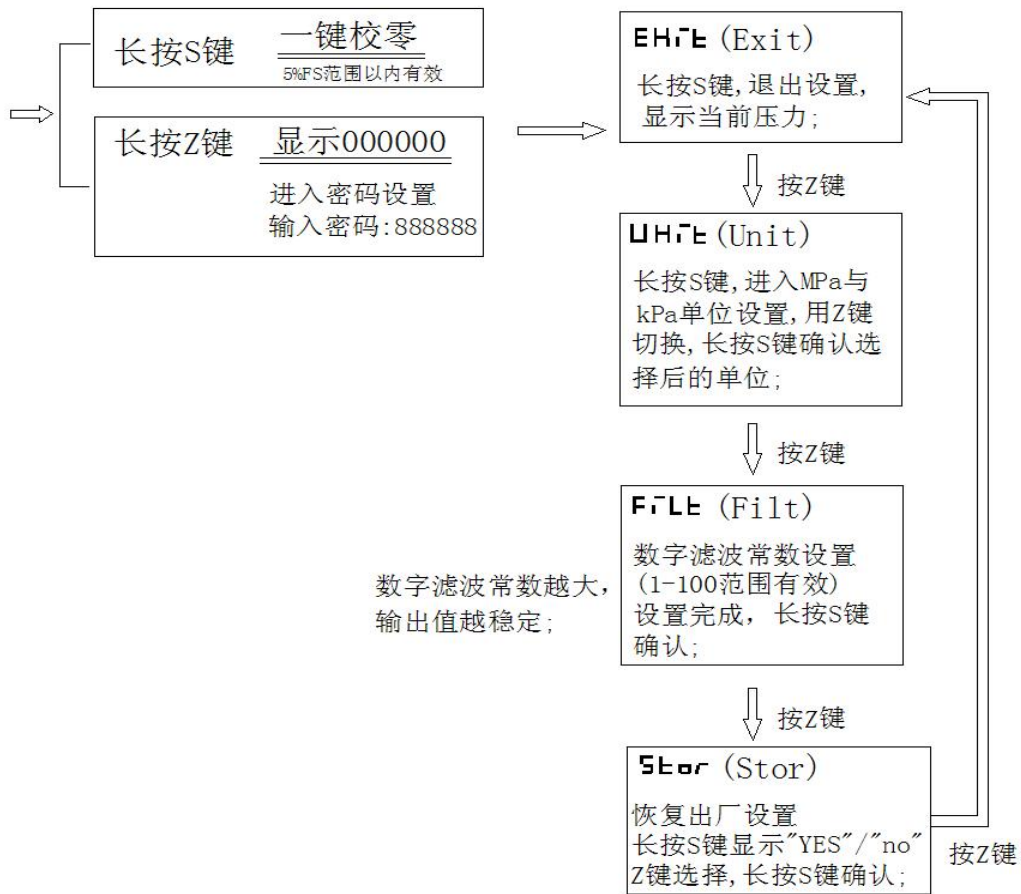 长按S键 一键校零
5%FS范围以内有效
长按Z键 显示000000
进入密码设置
输入密码:888888
EHit (Exit)
长按S键,退出设置,
显示当前压力;
按Z键
UHit (Unit)
长按S键,进入MPa与
kPa单位设置,用Z键
切换,长按S键确认选
择后的单位;
按Z键
FiLt (Filt)
数字滤波常数设置
(1-100范围有效)
设置完成，长按S键
确认;
数字滤波常数越大，
输出值越稳定;
按Z键
Stor (Stor)
恢复出厂设置
长按S键显示"YES"/"no"
Z键选择,长按S键确认;
按Z键